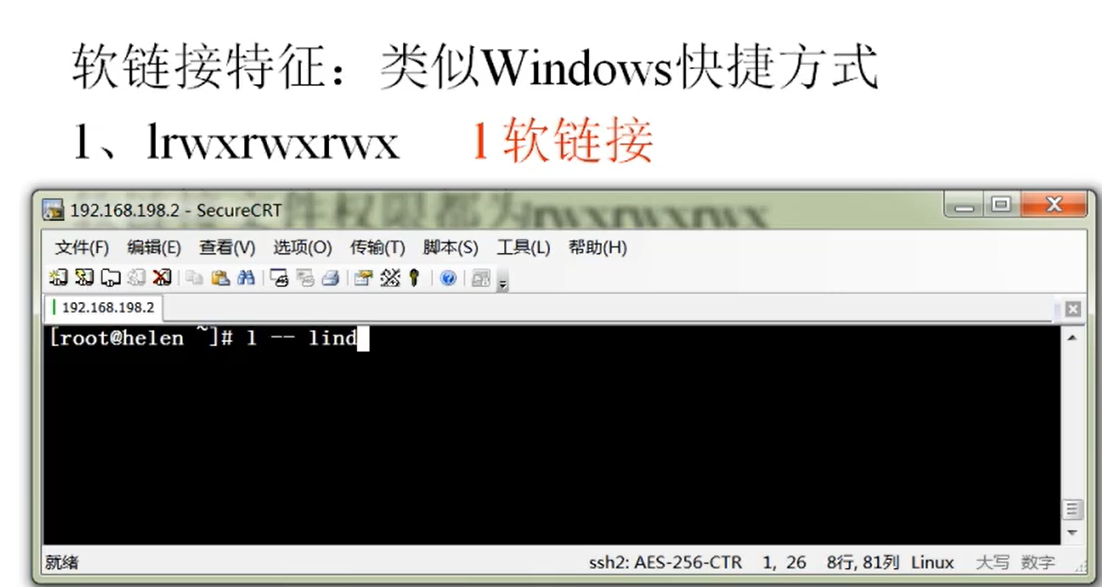 软链接特征：类似Windows快捷方式
1、lrwxrwxrwx l 软链接
192.168.198.2 - SecureCRT
件权限都为rwxrwxrwx
文件(F) 编辑(E) 查看(V) 选项(O) 传输(T) 脚本(S) 工具(L) 帮助(H)
192.168.198.2
[root@helen ~]# l -- lind
就绪 ssh2: AES-256-CTR 1, 26 8行, 81列 Linux 大写 数字